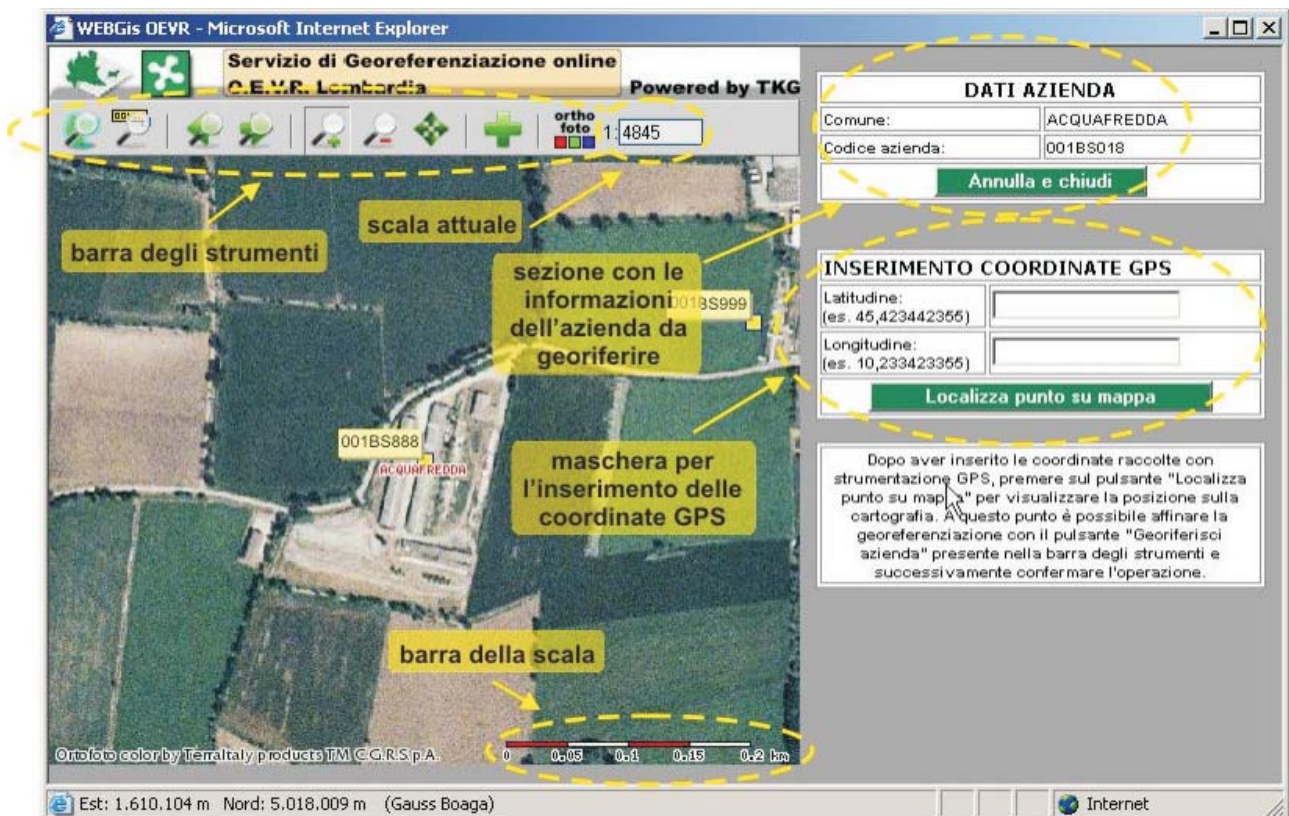 WEBGis OEVR - Microsoft Internet Explorer
Servizio di Georeferenziazione online
O.E.V.R. Lombardia
Powered by TKG
001
ortho
foto
1:
4845
barra degli strumenti
scala attuale
sezione con le
informazioni
dell'azienda da
georiferire
001BS999
001BS888
ACQUAFREDDA
maschera per
l'inserimento delle
coordinate GPS
barra della scala
Ortofoto color by TerraItaly products TM C.G.R.S.p.A.
0 0.05 0.1 0.15 0.2 km
DATI AZIENDA
Comune: ACQUAFREDDA
Codice azienda: 001BS018
Annulla e chiudi
INSERIMENTO COORDINATE GPS
Latitudine:
(es. 45,423442355)
Longitudine:
(es. 10,233423355)
Localizza punto su mappa
Dopo aver inserito le coordinate raccolte con
strumentazione GPS, premere sul pulsante "Localizza
punto su mappa" per visualizzare la posizione sulla
cartografia. A questo punto è possibile affinare la
georeferenziazione con il pulsante "Georiferisci
azienda" presente nella barra degli strumenti e
successivamente confermare l'operazione.
Est: 1.610.104 m Nord: 5.018.009 m (Gauss Boaga)
Internet